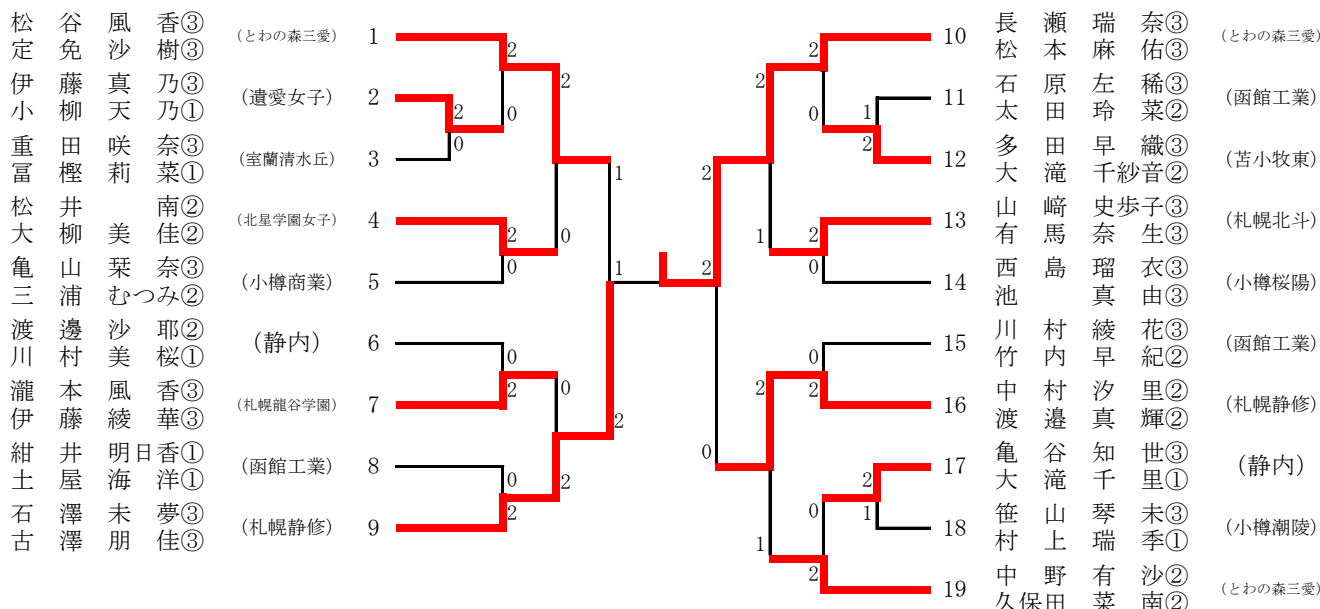 松谷風香③
定免沙樹③
(とわの森三愛) 1
伊藤真乃③
小柳天乃①
(遺愛女子) 2
重田咲奈③
冨樫莉菜①
(室蘭清水丘) 3
松井南②
大柳美佳②
(北星学園女子) 4
亀山栞奈③
三浦むつみ②
(小樽商業) 5
渡邊沙耶②
川村美桜①
(静内) 6
瀧本風香③
伊藤綾華③
(札幌龍谷学園) 7
紺井明日香①
土屋海洋①
(函館工業) 8
石澤未夢③
古澤朋佳③
(札幌静修) 9
2
0
2
0
2
0
2
0
0
2
0
2
0
2
1
2
1
2
2
0
1
2
2
0
0
2
2
1
2
1
2
1
0
2
2
0
10 長瀬瑞奈③
松本麻佑③
(とわの森三愛)
11 石原左稀③
太田玲菜②
(函館工業)
12 多田早織③
大滝千紗音②
(苫小牧東)
13 山﨑史歩子③
有馬奈生③
(札幌北斗)
14 西島瑠衣③
池真由③
(小樽桜陽)
15 川村綾花③
竹内早紀②
(函館工業)
16 中村汐里②
渡邉真輝②
(札幌静修)
17 亀谷知世③
大滝千里①
(静内)
18 笹山琴未③
村上瑞季①
(小樽潮陵)
19 中野有沙②
久保田菜南②
(とわの森三愛)